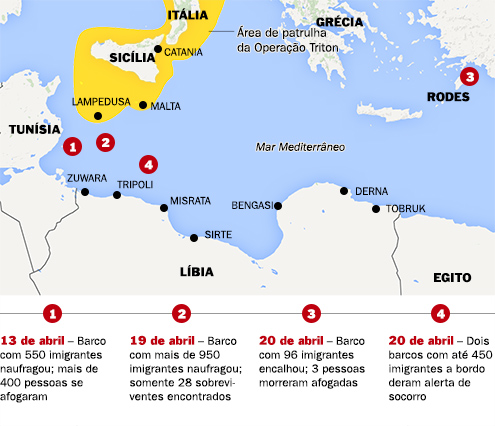 ITÁLIA
GRÉCIA
Área de patrulha
da Operação Triton
CATANIA
SICÍLIA
3
RODES
LAMPEDUSA
MALTA
TUNÍSIA
1
2
Mar Mediterrâneo
4
ZUWARA
TRIPOLI
MISRATA
BENGASI
DERNA
TOBRUK
SIRTE
LÍBIA
EGITO
1
13 de abril – Barco
com 550 imigrantes
naufragou; mais de
400 pessoas se
afogaram
2
19 de abril – Barco
com mais de 950
imigrantes naufragou;
somente 28 sobrevi-
ventes encontrados
3
20 de abril – Barco
com 96 imigrantes
encalhou; 3 pessoas
morreram afogadas
4
20 de abril – Dois
barcos com até 450
imigrantes a bordo
deram alerta de
socorro